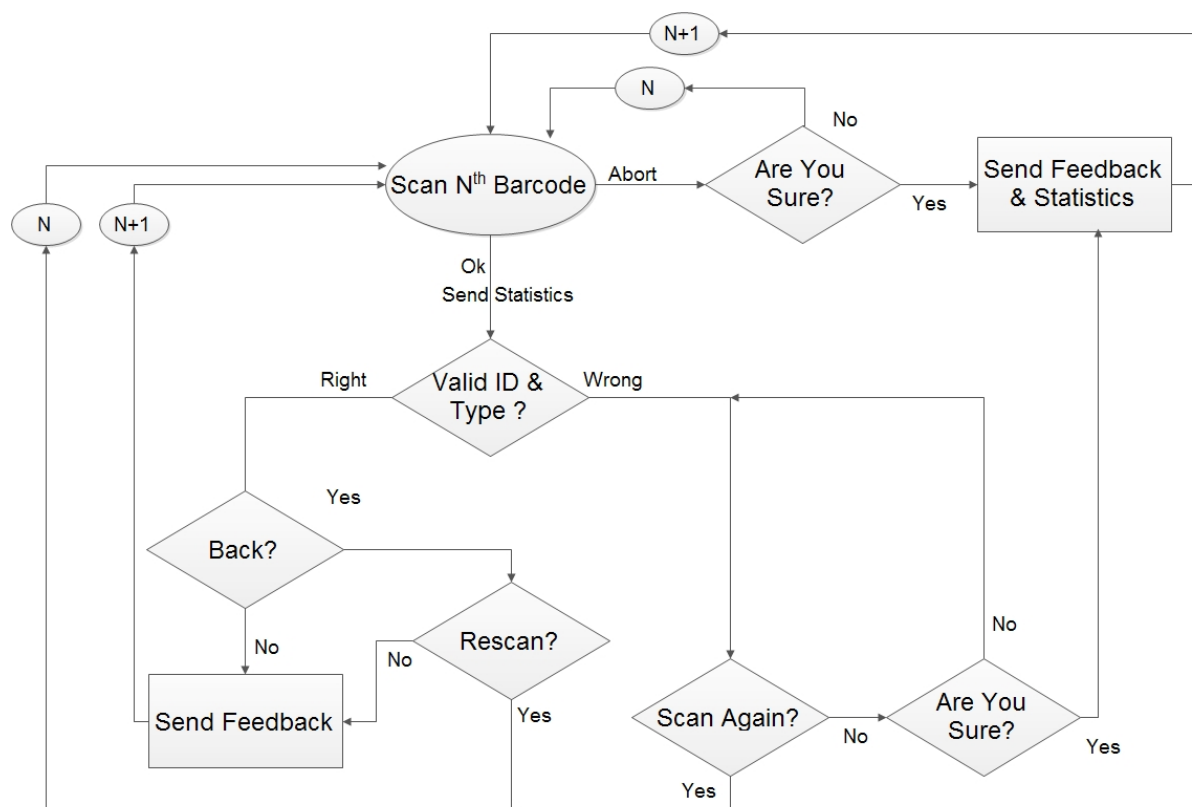 N+1
N
No
Scan Nth Barcode
Abort
Are You
Sure?
Yes
Send Feedback
& Statistics
N
N+1
Ok
Send Statistics
Right
Valid ID &
Type ?
Wrong
Yes
Back?
No
Rescan?
No
Send Feedback
Yes
Scan Again?
No
Are You
Sure?
No
Yes
Yes